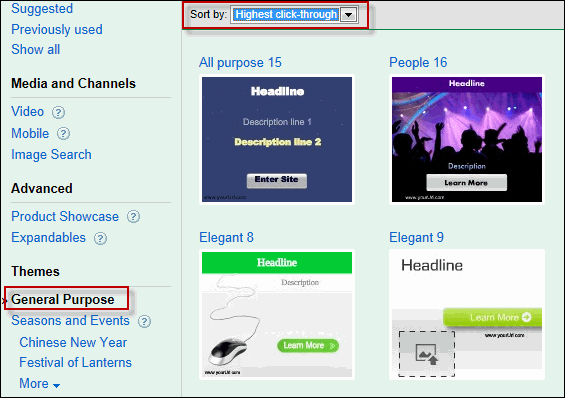 Suggested
Previously used
Show all
Media and Channels
Video ?
Mobile ?
Image Search
Advanced
Product Showcase ?
Expandables ?
Themes
› General Purpose
Seasons and Events ?
Chinese New Year
Festival of Lanterns
More
Sort by: Highest click-through
All purpose 15
Headline
Description line 1
Description line 2
Enter Site
www.yourUrl.com
People 16
Headline
Description
Learn More
www.yourUrl.com
Elegant 8
Headline
Description
Learn More
www.yourUrl.com
Elegant 9
Headline
Learn More
www.yourUrl.com